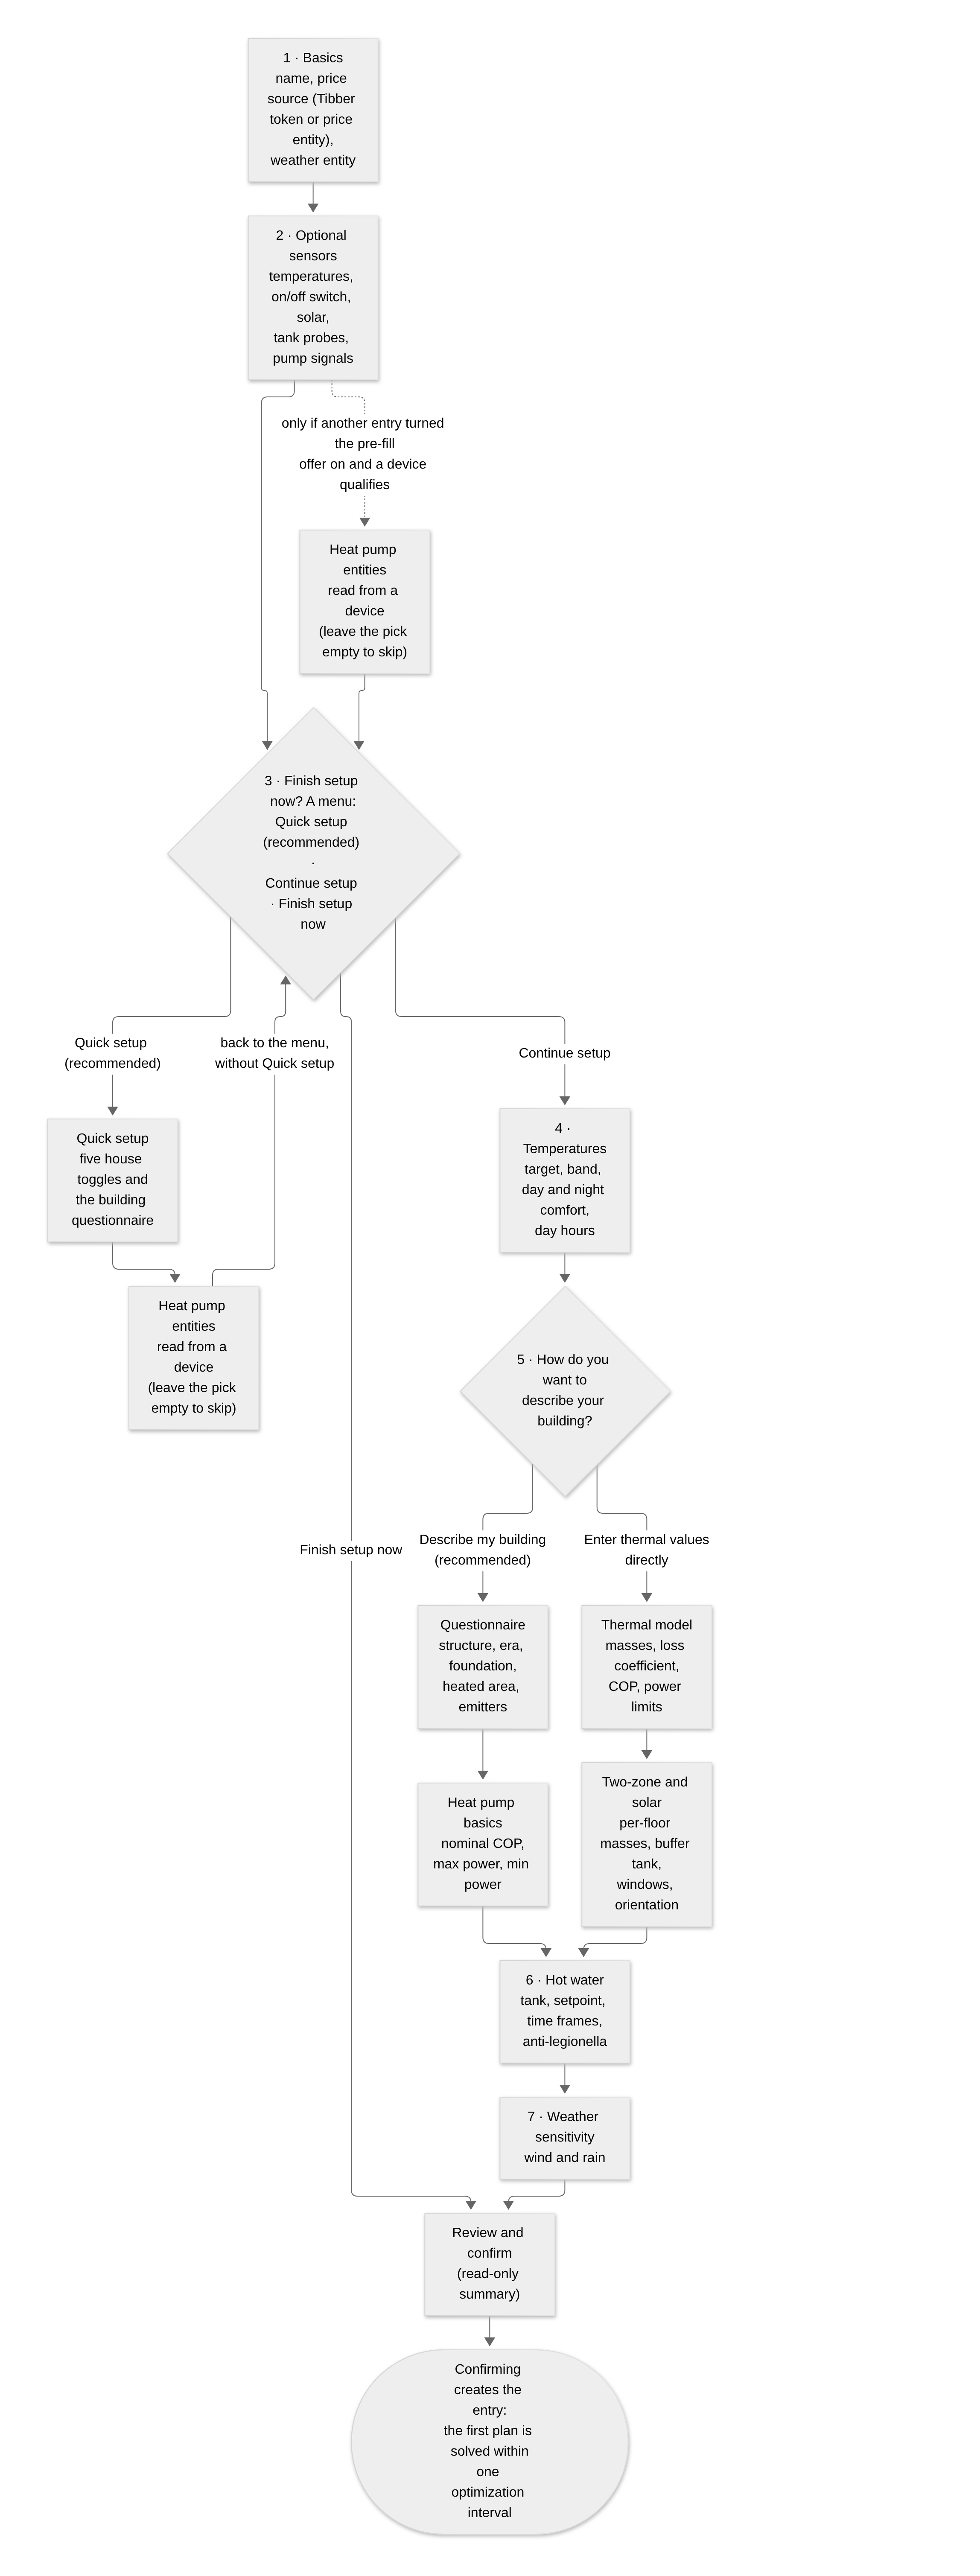 1 · Basics
name, price
source (Tibber
token or price
entity),
weather entity
2 · Optional
sensors
temperatures,
on/off switch,
solar,
tank probes,
pump signals
only if another entry turned
the pre-fill
offer on and a device
qualifies
Heat pump
entities
read from a
device
(leave the pick
empty to skip)
3 · Finish setup
now? A menu:
Quick setup
(recommended)
·
Continue setup
· Finish setup
now
Quick setup
(recommended)
back to the menu,
without Quick setup
Continue setup
Quick setup
five house
toggles and
the building
questionnaire
4 ·
Temperatures
target, band,
day and night
comfort,
day hours
Heat pump
entities
read from a
device
(leave the pick
empty to skip)
5 · How do you
want to
describe your
building?
Finish setup now
Describe my building
(recommended)
Enter thermal values
directly
Questionnaire
structure, era,
foundation,
heated area,
emitters
Thermal model
masses, loss
coefficient,
COP, power
limits
Heat pump
basics
nominal COP,
max power, min
power
Two-zone and
solar
per-floor
masses, buffer
tank,
windows,
orientation
6 · Hot water
tank, setpoint,
time frames,
anti-legionella
7 · Weather
sensitivity
wind and rain
Review and
confirm
(read-only
summary)
Confirming
creates the
entry:
the first plan is
solved within
one
optimization
interval